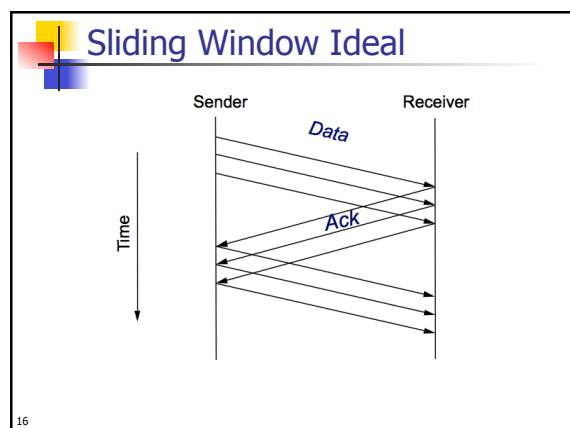 Sliding Window Ideal
Sender
Receiver
Data
Ack
Time
16